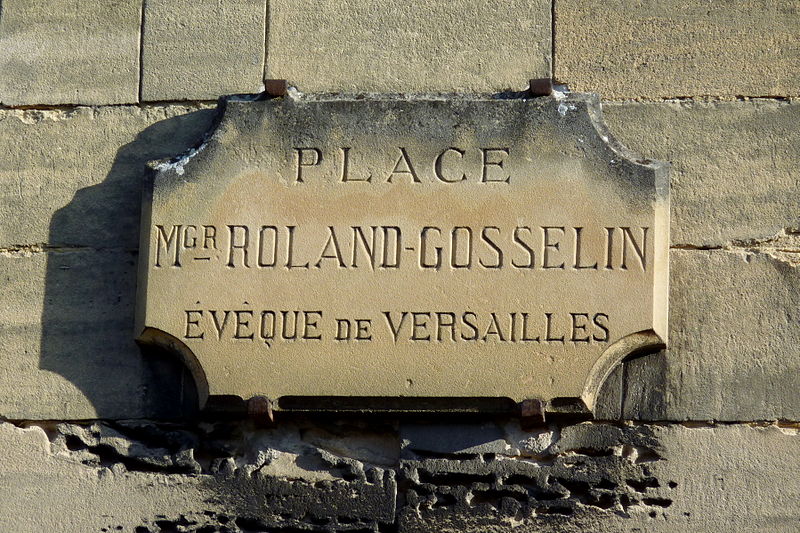 PLACE
MGR ROLAND-GOSSELIN
ÉVÊQUE DE VERSAILLES